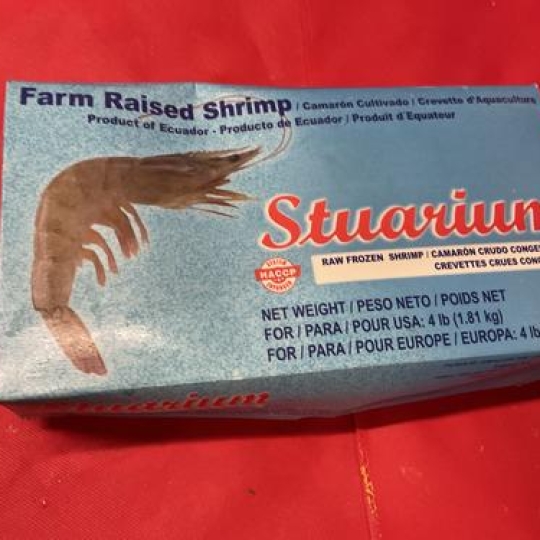 Farm Raised Shrimp / Camarón Cultivado / Crevette d'Aquaculture
Product of Ecuador - Producto de Ecuador / Produit d'Equateur
Stuarium
RAW FROZEN SHRIMP / CAMARÓN CRUDO CONGE
CREVETTES CRUES CONG
HACCP
NET WEIGHT / PESO NETO / POIDS NET
FOR / PARA / POUR USA: 4 lb (1.81 kg)
FOR / PARA / POUR EUROPE / EUROPA: 4 lb
Stuarium